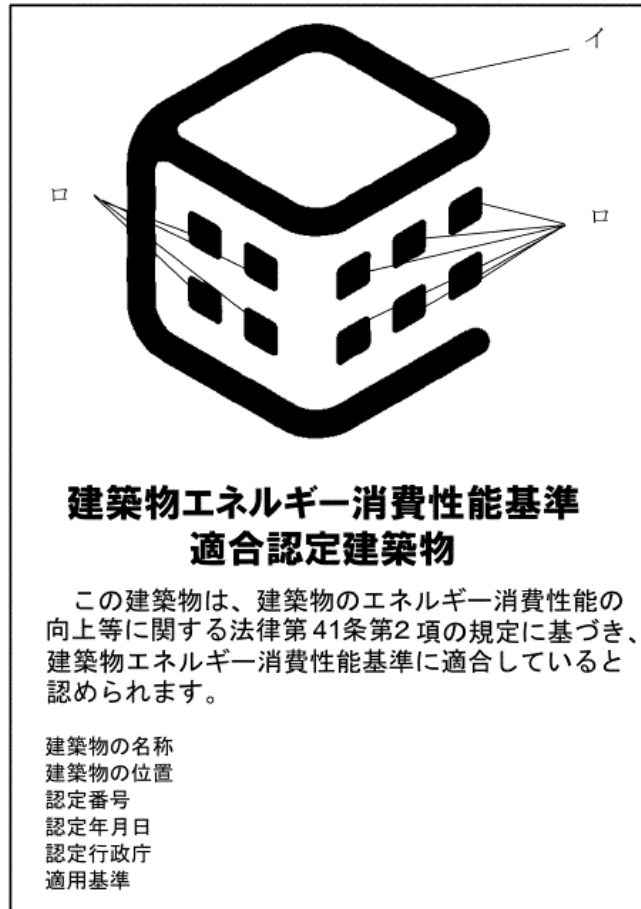 イ
ロ
ロ
建築物エネルギー消費性能基準
適合認定建築物
この建築物は、建築物のエネルギー消費性能の
向上等に関する法律第41条第2項の規定に基づき、
建築物エネルギー消費性能基準に適合していると
認められます。
建築物の名称
建築物の位置
認定番号
認定年月日
認定行政庁
適用基準